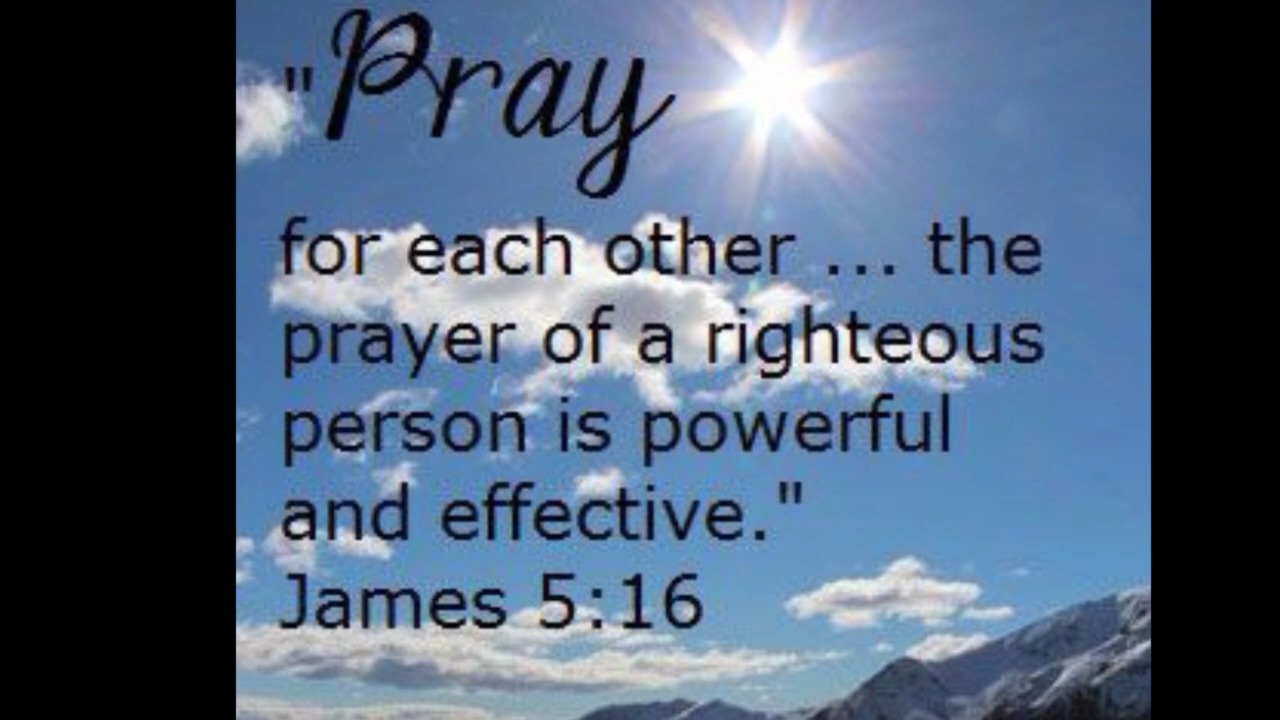 "Pray
for each other ... the
prayer of a righteous
person is powerful
and effective."
James 5:16